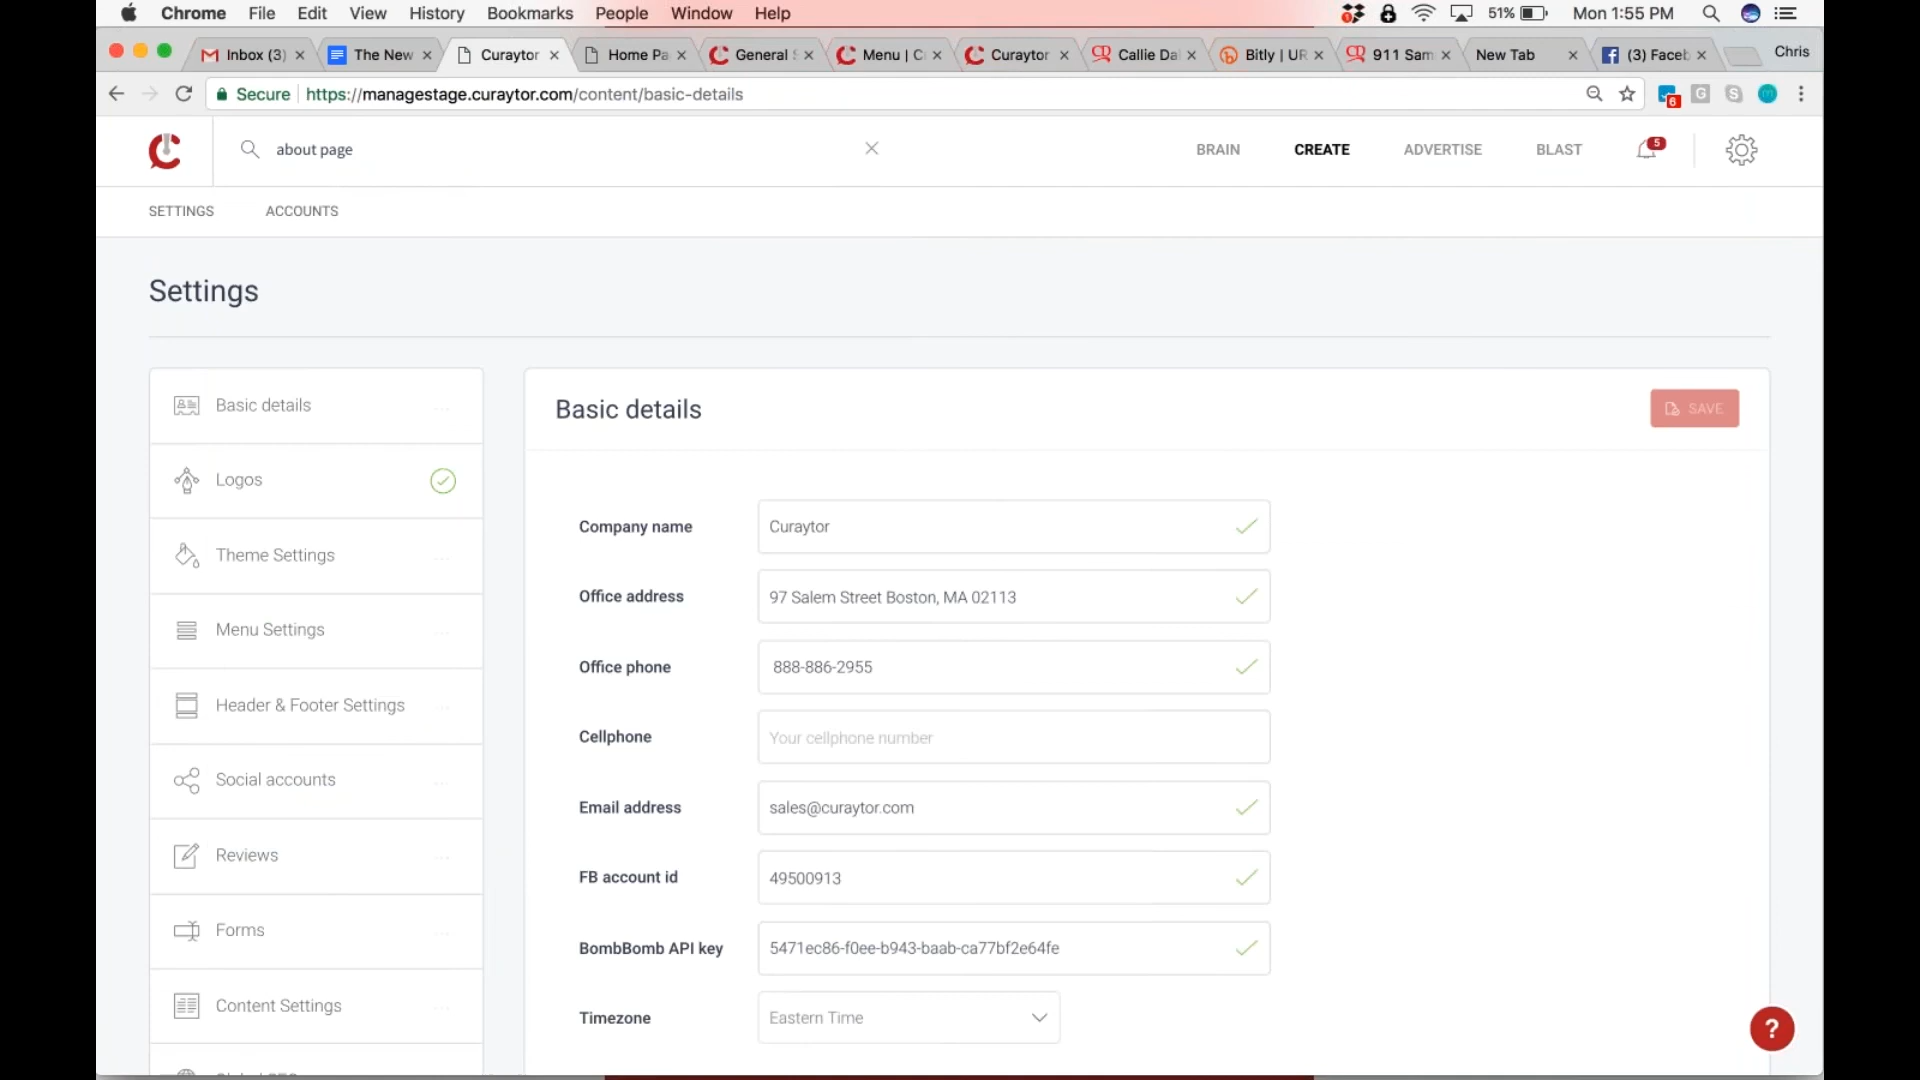 Chrome File Edit View History Bookmarks People Window Help 51% Mon 1:55 PM
Inbox (3) The New Curaytor Home Pa General S Menu | C Curaytor Callie Da Bitly | UR 911 Sam New Tab (3) Faceb Chris
Secure https://managestage.curaytor.com/content/basic-details 6
about page BRAIN CREATE ADVERTISE BLAST 5
SETTINGS ACCOUNTS
Settings
Basic details
Logos
Theme Settings
Menu Settings
Header & Footer Settings
Social accounts
Reviews
Forms
Content Settings
Basic details SAVE
Company name Curaytor
Office address 97 Salem Street Boston, MA 02113
Office phone 888-886-2955
Cellphone Your cellphone number
Email address sales@curaytor.com
FB account id 49500913
BombBomb API key 5471ec86-f0ee-b943-baab-ca77bf2e64fe
Timezone Eastern Time
?